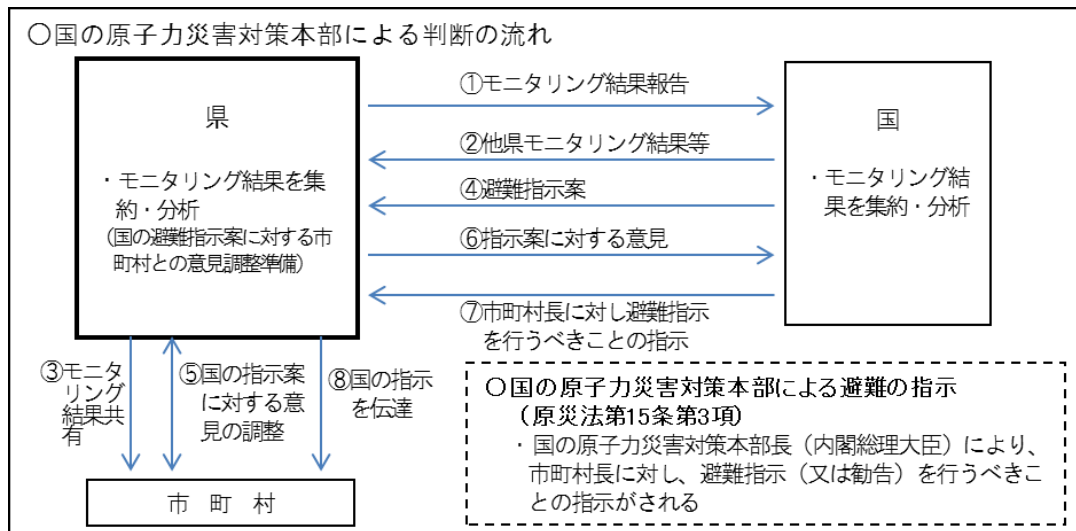 〇国の原子力災害対策本部による判断の流れ
県
・モニタリング結果を集
約・分析
(国の避難指示案に対する市
町村との意見調整準備)
①モニタリング結果報告
②他県モニタリング結果等
④避難指示案
⑥指示案に対する意見
⑦市町村長に対し避難指示
を行うべきことの指示
国
・モニタリング結
果を集約・分析
③モニタ
リング
結果共
有
⑤国の指示案
に対する意
見の調整
⑧国の指示
を伝達
市 町 村
〇国の原子力災害対策本部による避難の指示
(原災法第15条第3項)
・国の原子力災害対策本部長(内閣総理大臣)により、
市町村長に対し、避難指示(又は勧告)を行うべきこ
との指示がされる